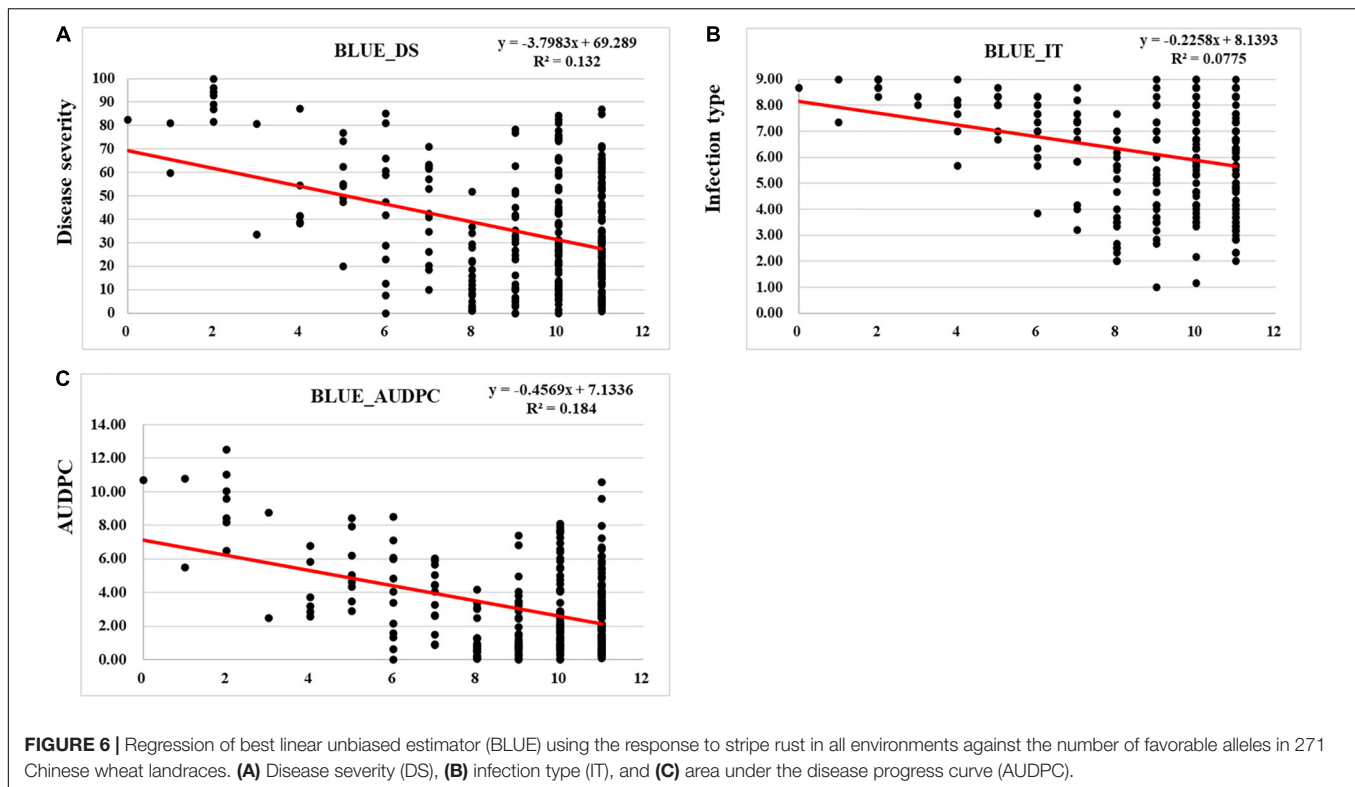 A
BLUE_DS
y = -3.7983x + 69.289
R² = 0.132
Disease severity
100
90
80
70
60
50
40
30
20
10
0
0 2 4 6 8 10 12
B
BLUE_IT
y = -0.2258x + 8.1393
R² = 0.0775
Infection type
9.00
8.00
7.00
6.00
5.00
4.00
3.00
2.00
1.00
0 2 4 6 8 10 12
C
BLUE_AUDPC
y = -0.4569x + 7.1336
R² = 0.184
AUDPC
14.00
12.00
10.00
8.00
6.00
4.00
2.00
0.00
0 2 4 6 8 10 12
FIGURE 6 | Regression of best linear unbiased estimator (BLUE) using the response to stripe rust in all environments against the number of favorable alleles in 271
Chinese wheat landraces. (A) Disease severity (DS), (B) infection type (IT), and (C) area under the disease progress curve (AUDPC).